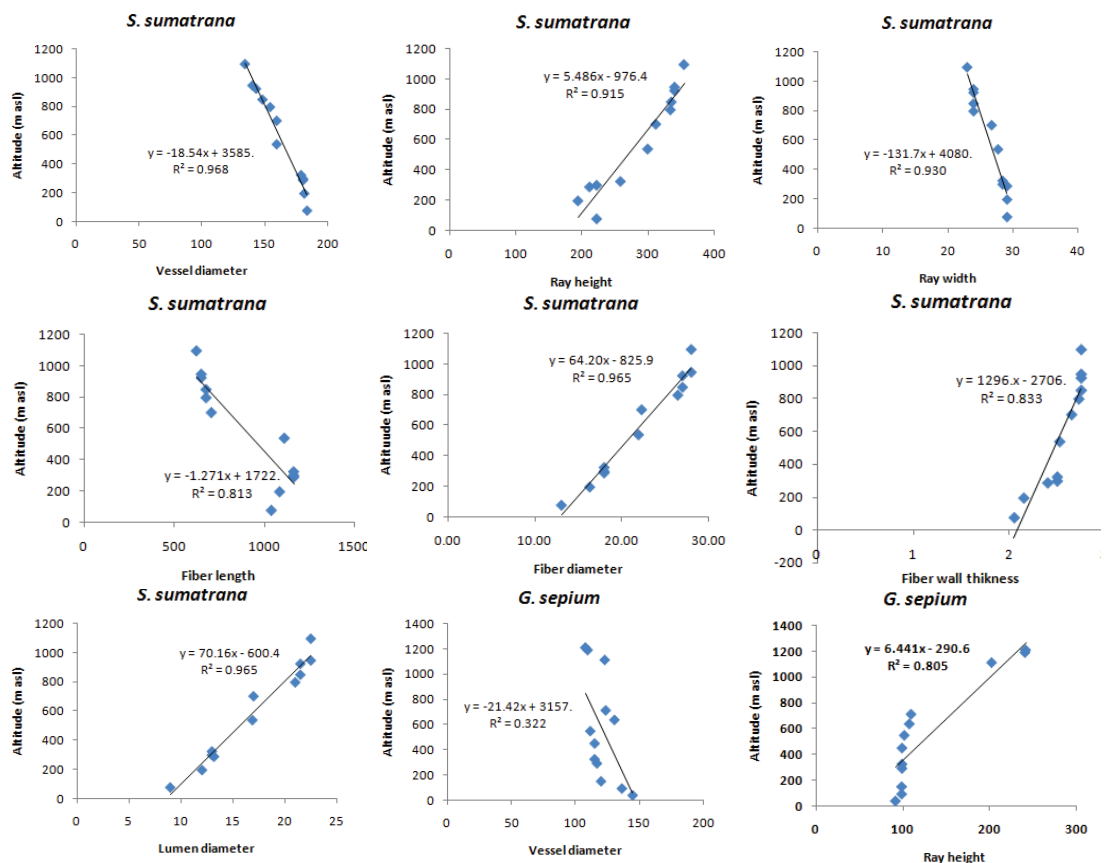 S. sumatrana
1200
1000
800
600
400
200
0
Altitude (m asl)
y = -18.54x + 3585.
R² = 0.968
0 50 100 150 200
Vessel diameter
S. sumatrana
1200
1000
800
600
400
200
0
Altitude (m asl)
y = 5.486x - 976.4
R² = 0.915
0 100 200 300 400
Ray height
S. sumatrana
1200
1000
800
600
400
200
0
Altitude (m asl)
y = -131.7x + 4080.
R² = 0.930
0 10 20 30 40
Ray width
S. sumatrana
1200
1000
800
600
400
200
0
Altitude (m asl)
y = -1.271x + 1722.
R² = 0.813
0 500 1000 1500
Fiber length
S. sumatrana
1200
1000
800
600
400
200
0
Altitude (m asl)
y = 64.20x - 825.9
R² = 0.965
0.00 10.00 20.00 30.00
Fiber diameter
S. sumatrana
1200
1000
800
600
400
200
0
-200
Altitude (m asl)
y = 1296.x - 2706.
R² = 0.833
0 1 2
Fiber wall thikness
S. sumatrana
1200
1000
800
600
400
200
0
Altitude (m asl)
y = 70.16x - 600.4
R² = 0.965
0 5 10 15 20 25
Lumen diameter
G. sepium
1400
1200
1000
800
600
400
200
0
Altitude (m asl)
y = -21.42x + 3157.
R² = 0.322
0 50 100 150 200
Vessel diameter
G. sepium
1400
1200
1000
800
600
400
200
0
Altitude (m asl)
y = 6.441x - 290.6
R² = 0.805
0 100 200 300
Ray height